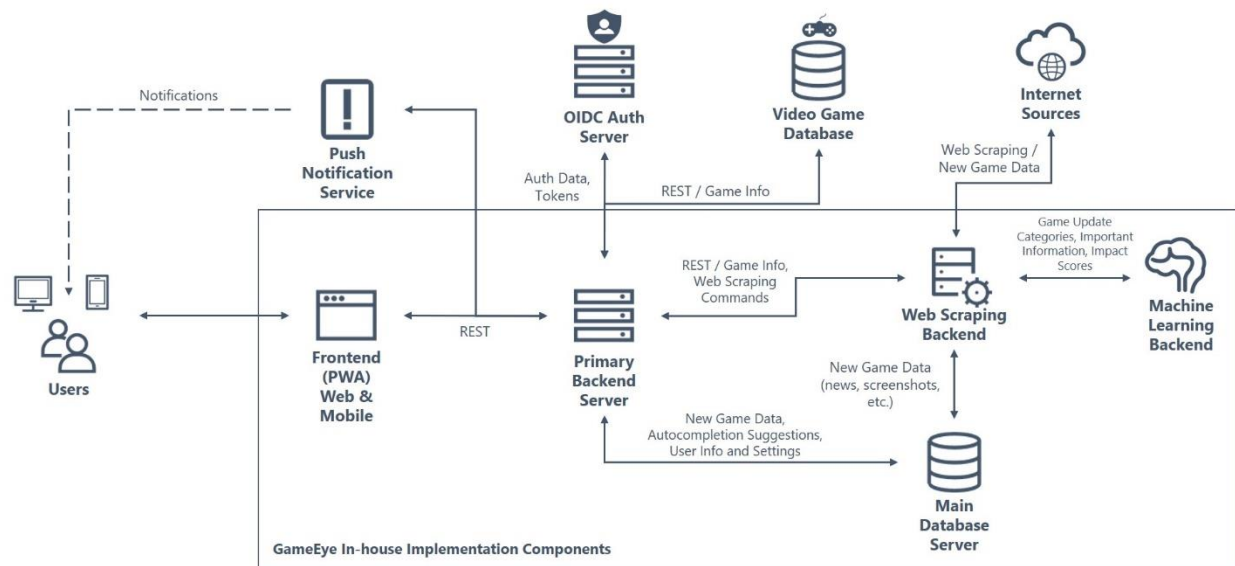 Notifications
Push
Notification
Service
OIDC Auth
Server
Video Game
Database
Internet
Sources
Auth Data,
Tokens
REST / Game Info
Web Scraping /
New Game Data
Users
Frontend
(PWA)
Web &
Mobile
REST
Primary
Backend
Server
REST / Game Info,
Web Scraping
Commands
Web Scraping
Backend
Game Update
Categories, Important
Information, Impact
Scores
Machine
Learning
Backend
New Game Data
(news, screenshots,
etc.)
New Game Data,
Autocompletion Suggestions,
User Info and Settings
Main
Database
Server
GameEye In-house Implementation Components